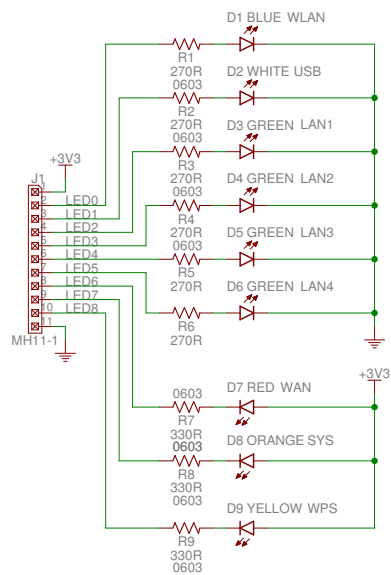 D1 BLUE WLAN
R1
270R
0603
D2 WHITE USB
R2
270R
0603
D3 GREEN LAN1
R3
270R
0603
D4 GREEN LAN2
R4
270R
0603
D5 GREEN LAN3
R5
270R
D6 GREEN LAN4
R6
270R
+3V3
J1
1
2 LED0
3 LED1
4 LED2
5 LED3
6 LED4
7 LED5
8 LED6
9 LED7
10 LED8
11
MH11-1
+3V3
0603
D7 RED WAN
R7
330R
0603
D8 ORANGE SYS
R8
330R
0603
D9 YELLOW WPS
R9
330R
0603